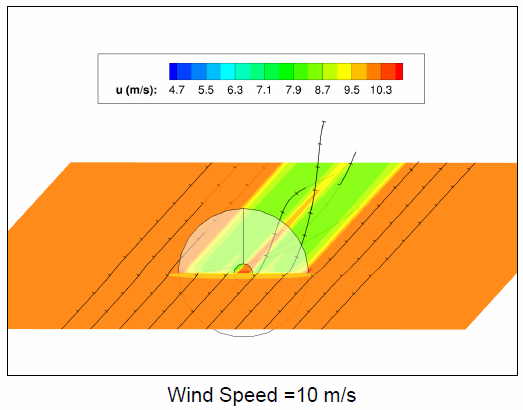 u (m/s): 4.7 5.5 6.3 7.1 7.9 8.7 9.5 10.3
Wind Speed =10 m/s